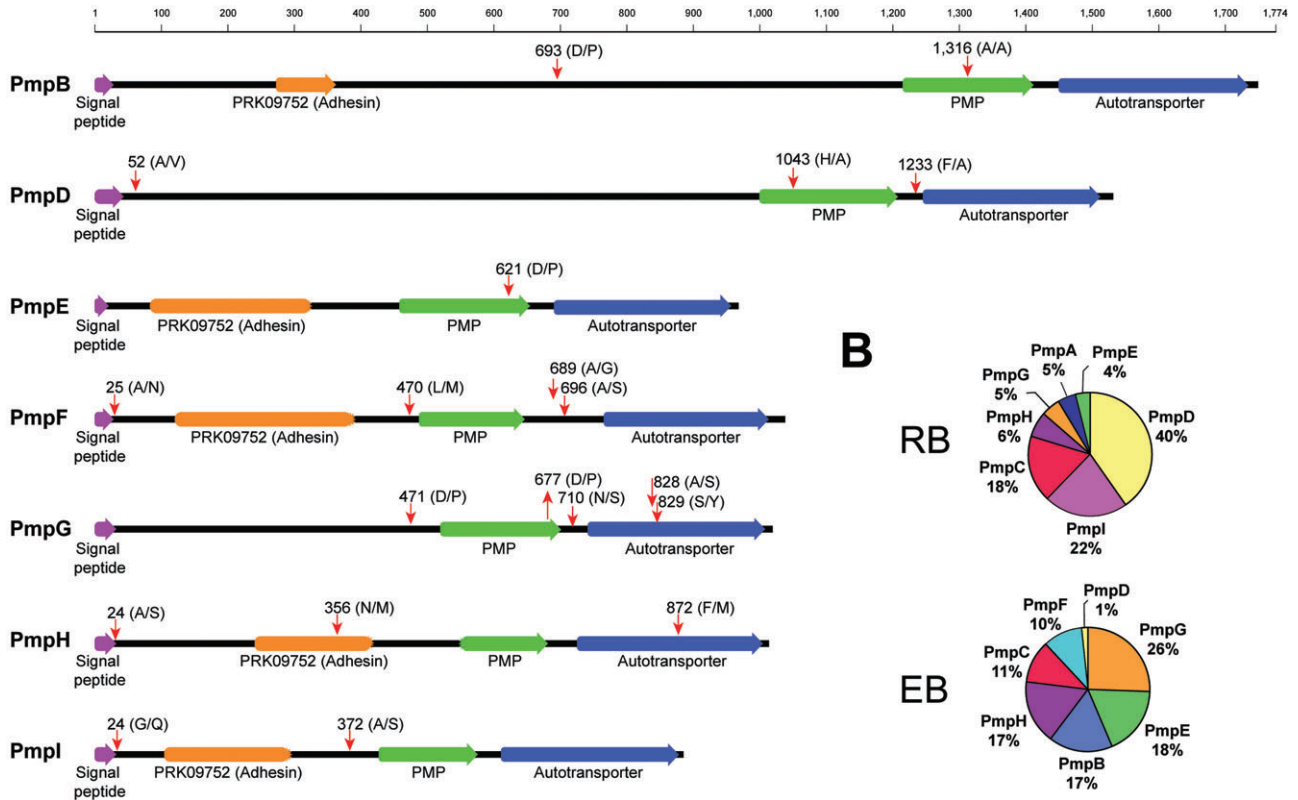 1 100 200 300 400 500 600 700 800 900 1,000 1,100 1,200 1,300 1,400 1,500 1,600 1,700 1,774
693 (D/P) 1,316 (A/A)
PmpB
Signal peptide
PRK09752 (Adhesin)
PMP
Autotransporter
52 (A/V) 1043 (H/A) 1233 (F/A)
PmpD
Signal peptide
PMP
Autotransporter
621 (D/P)
PmpE
Signal peptide
PRK09752 (Adhesin)
PMP
Autotransporter
25 (A/N) 470 (L/M) 689 (A/G)
696 (A/S)
PmpF
Signal peptide
PRK09752 (Adhesin)
PMP
Autotransporter
471 (D/P) 677 (D/P) 828 (A/S)
710 (N/S) 829 (S/Y)
PmpG
Signal peptide
PMP
Autotransporter
24 (A/S) 356 (N/M) 872 (F/M)
PmpH
Signal peptide
PRK09752 (Adhesin)
PMP
Autotransporter
24 (G/Q) 372 (A/S)
PmpI
Signal peptide
PRK09752 (Adhesin)
PMP
Autotransporter
B
RB
PmpA
5%
PmpE
4%
PmpG
5%
PmpH
6%
PmpC
18%
PmpD
40%
PmpI
22%
EB
PmpD
1%
PmpF
10%
PmpG
26%
PmpC
11%
PmpH
17%
PmpE
18%
PmpB
17%